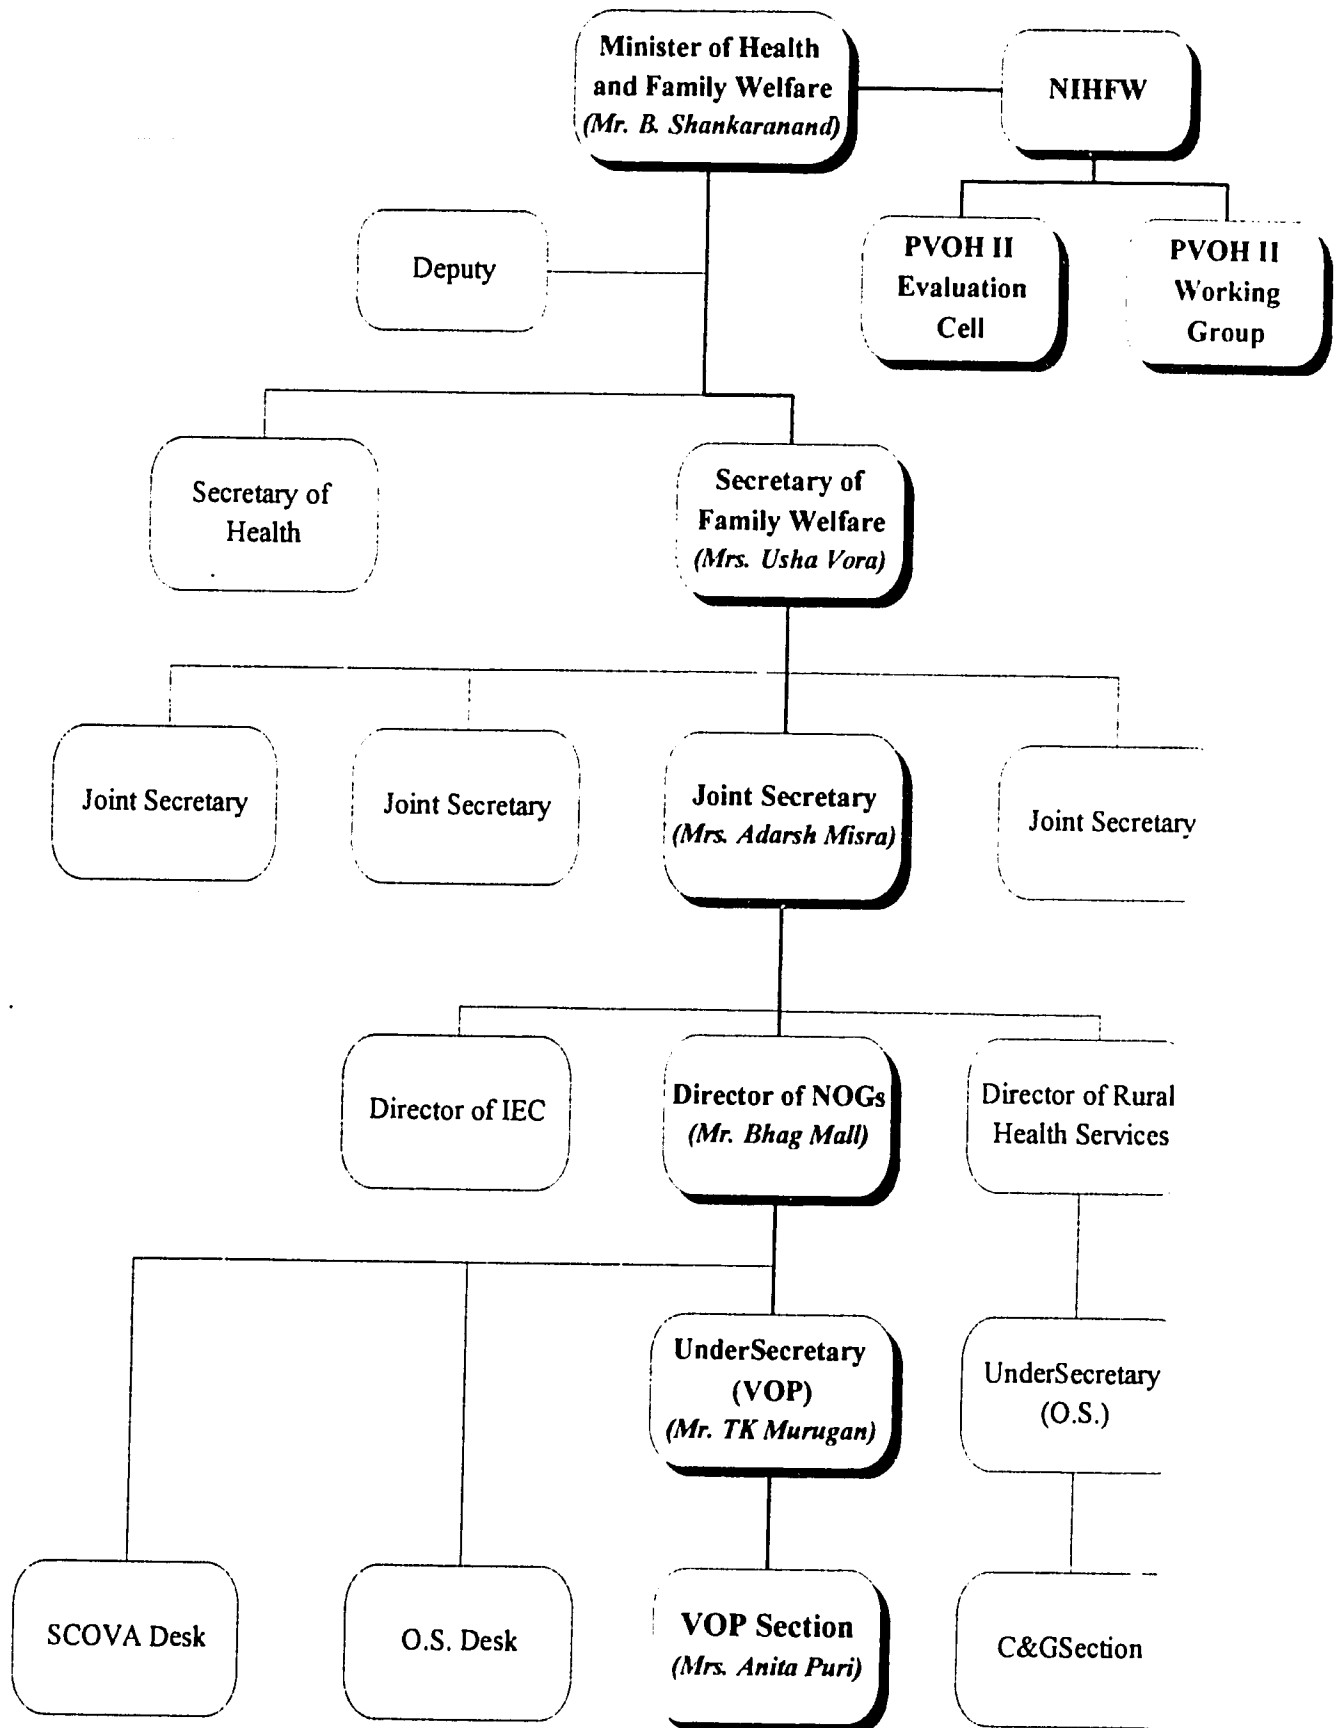 Minister of Health
and Family Welfare
(Mr. B. Shankaranand)
NIHFW
Deputy
PVOH II
Evaluation
Cell
PVOH II
Working
Group
Secretary of
Health
Secretary of
Family Welfare
(Mrs. Usha Vora)
Joint Secretary
Joint Secretary
Joint Secretary
(Mrs. Adarsh Misra)
Joint Secretary
Director of IEC
Director of NOGs
(Mr. Bhag Mall)
Director of Rural
Health Services
UnderSecretary
(VOP)
(Mr. TK Murugan)
UnderSecretary
(O.S.)
SCOVA Desk
O.S. Desk
VOP Section
(Mrs. Anita Puri)
C&GSection